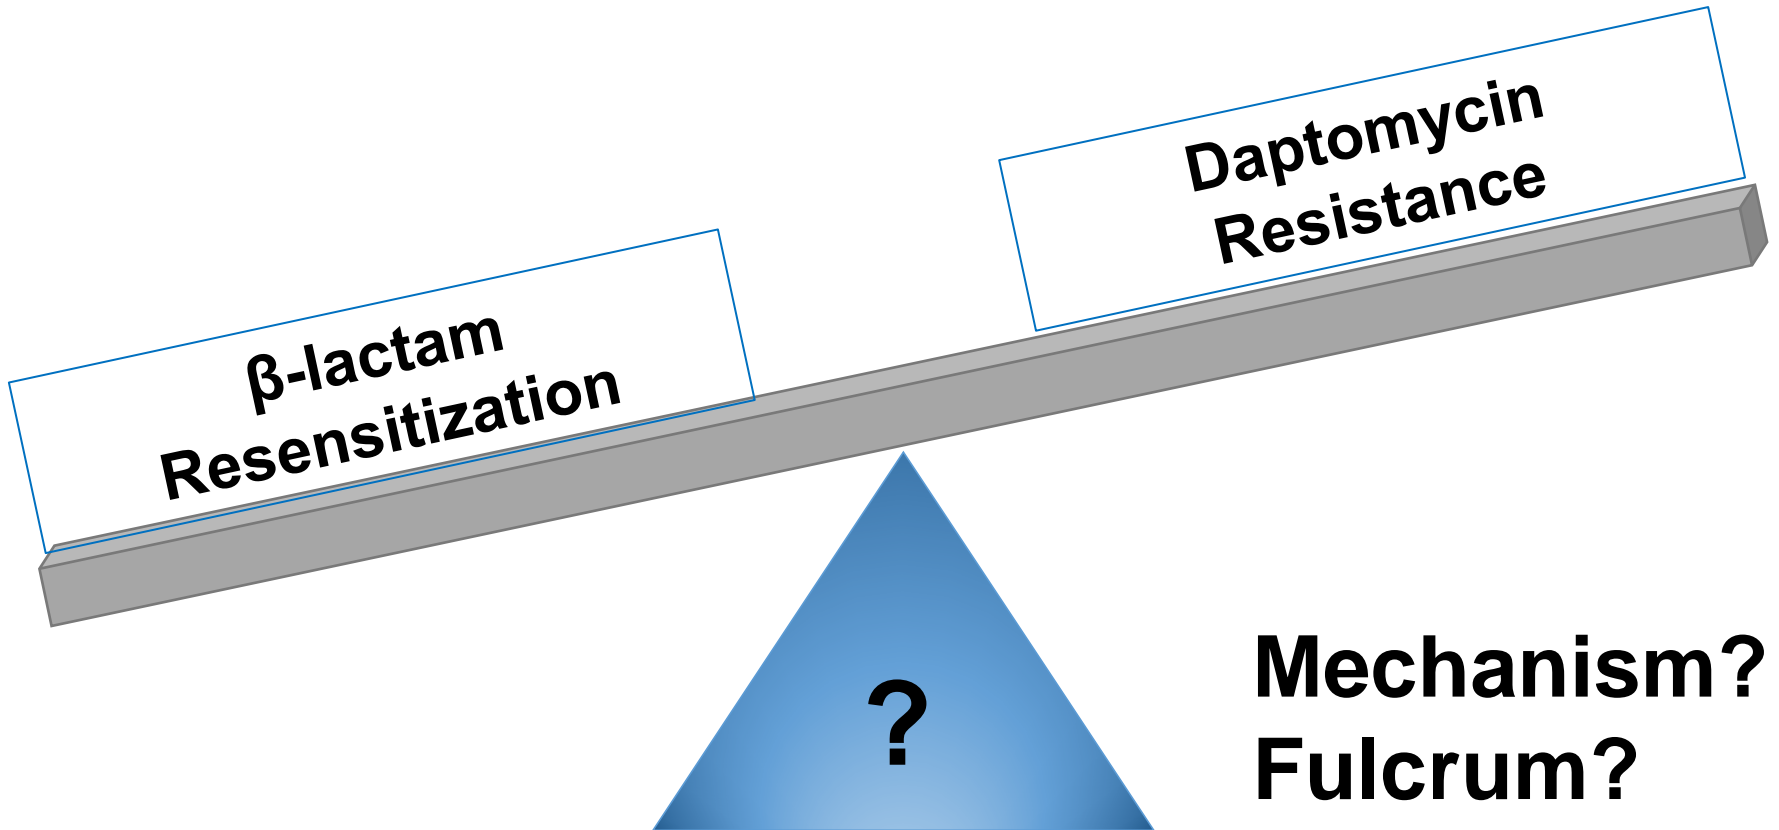 Daptomycin
Resistance
β-lactam
Resensitization
?
Mechanism?
Fulcrum?